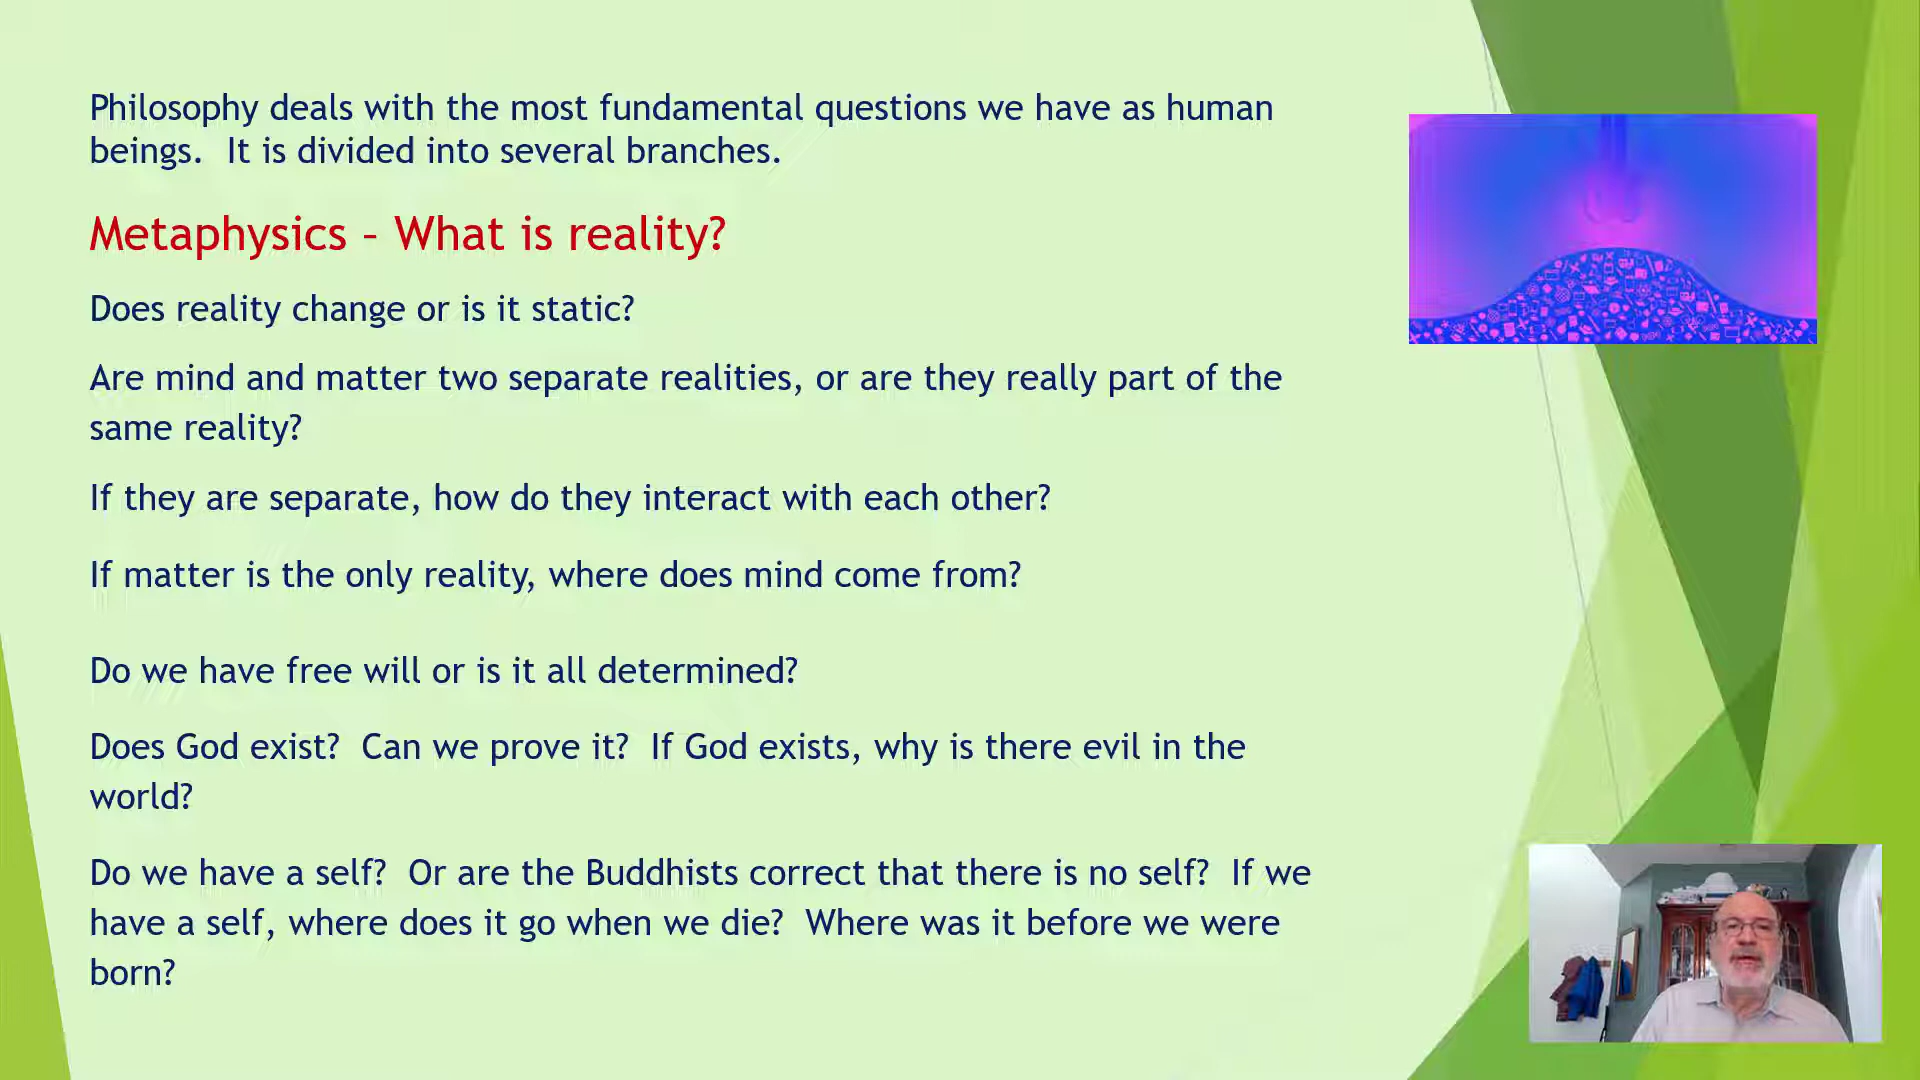 Philosophy deals with the most fundamental questions we have as human
beings.  It is divided into several branches.
Metaphysics – What is reality?
Does reality change or is it static?
Are mind and matter two separate realities, or are they really part of the
same reality?
If they are separate, how do they interact with each other?
If matter is the only reality, where does mind come from?
Do we have free will or is it all determined?
Does God exist?  Can we prove it?  If God exists, why is there evil in the
world?
Do we have a self?  Or are the Buddhists correct that there is no self?  If we
have a self, where does it go when we die?  Where was it before we were
born?